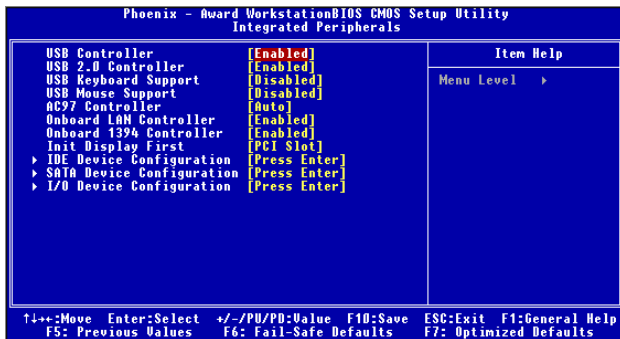 Phoenix - Award WorkstationBIOS CMOS Setup Utility
Integrated Peripherals
USB Controller [Enabled]
USB 2.0 Controller [Enabled]
USB Keyboard Support [Disabled]
USB Mouse Support [Disabled]
AC97 Controller [Auto]
Onboard LAN Controller [Enabled]
Onboard 1394 Controller [Enabled]
Init Display First [PCI Slot]
▸ IDE Device Configuration [Press Enter]
▸ SATA Device Configuration [Press Enter]
▸ I/O Device Configuration [Press Enter]
Item Help
Menu Level ▸
↑↓→←:Move Enter:Select +/-/PU/PD:Value F10:Save ESC:Exit F1:General Help
F5: Previous Values F6: Fail-Safe Defaults F7: Optimized Defaults